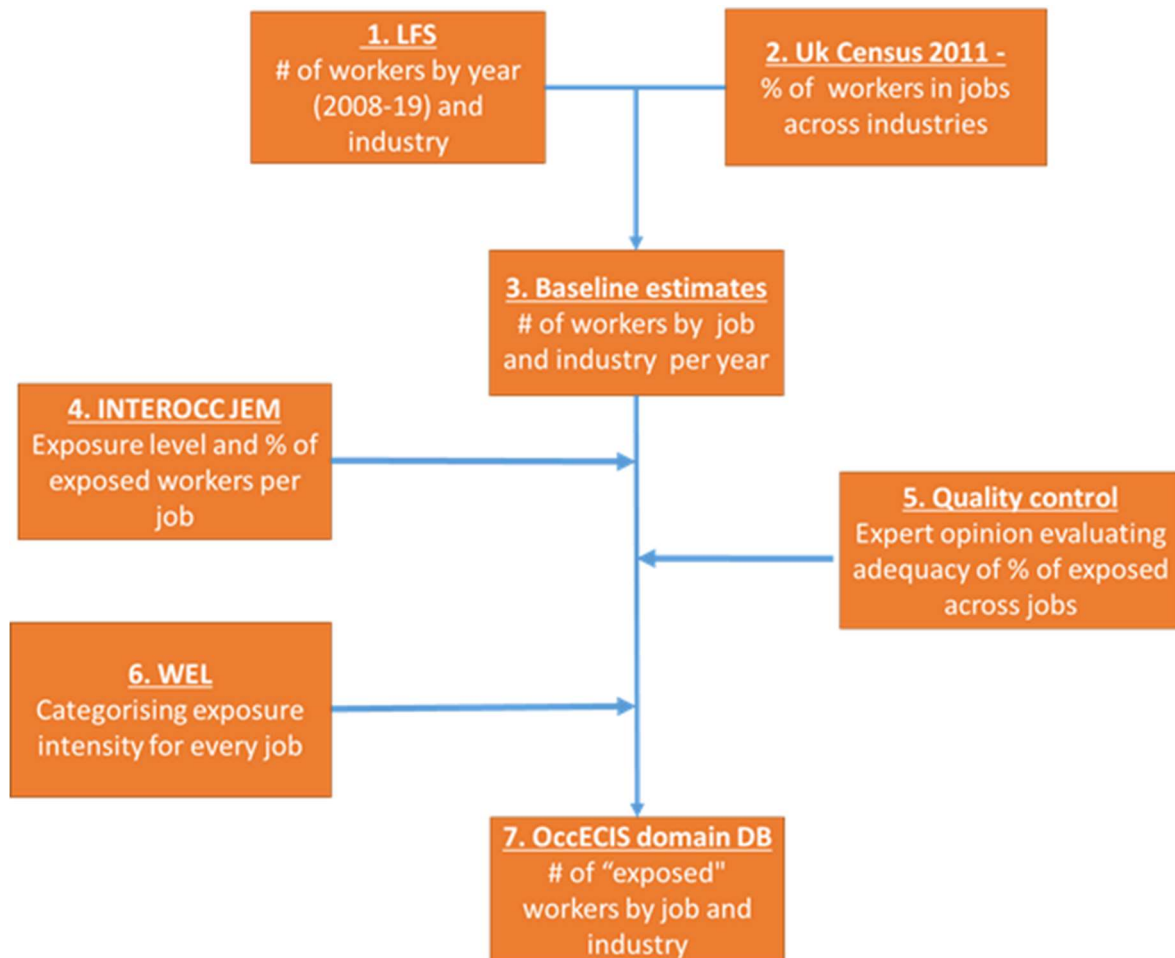 1. LFS
# of workers by year
(2008-19) and
industry
2. Uk Census 2011 -
% of workers in jobs
across industries
3. Baseline estimates
# of workers by job
and industry per year
4. INTEROCC JEM
Exposure level and % of
exposed workers per
job
5. Quality control
Expert opinion evaluating
adequacy of % of exposed
across jobs
6. WEL
Categorising exposure
intensity for every job
7. OccECIS domain DB
# of “exposed"
workers by job and
industry